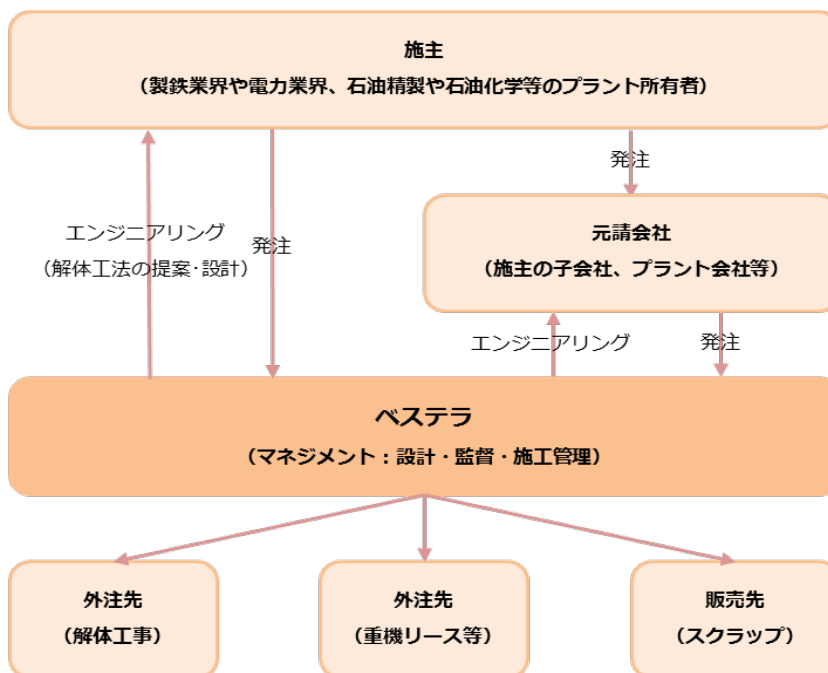 施主
（製鉄業界や電力業界、石油精製や石油化学等のプラント所有者）
発注
エンジニアリング
（解体工法の提案･設計）
発注
元請会社
（施主の子会社、プラント会社等）
エンジニアリング
発注
ベステラ
（マネジメント：設計・監督・施工管理）
外注先
（解体工事）
外注先
（重機リース等）
販売先
（スクラップ）